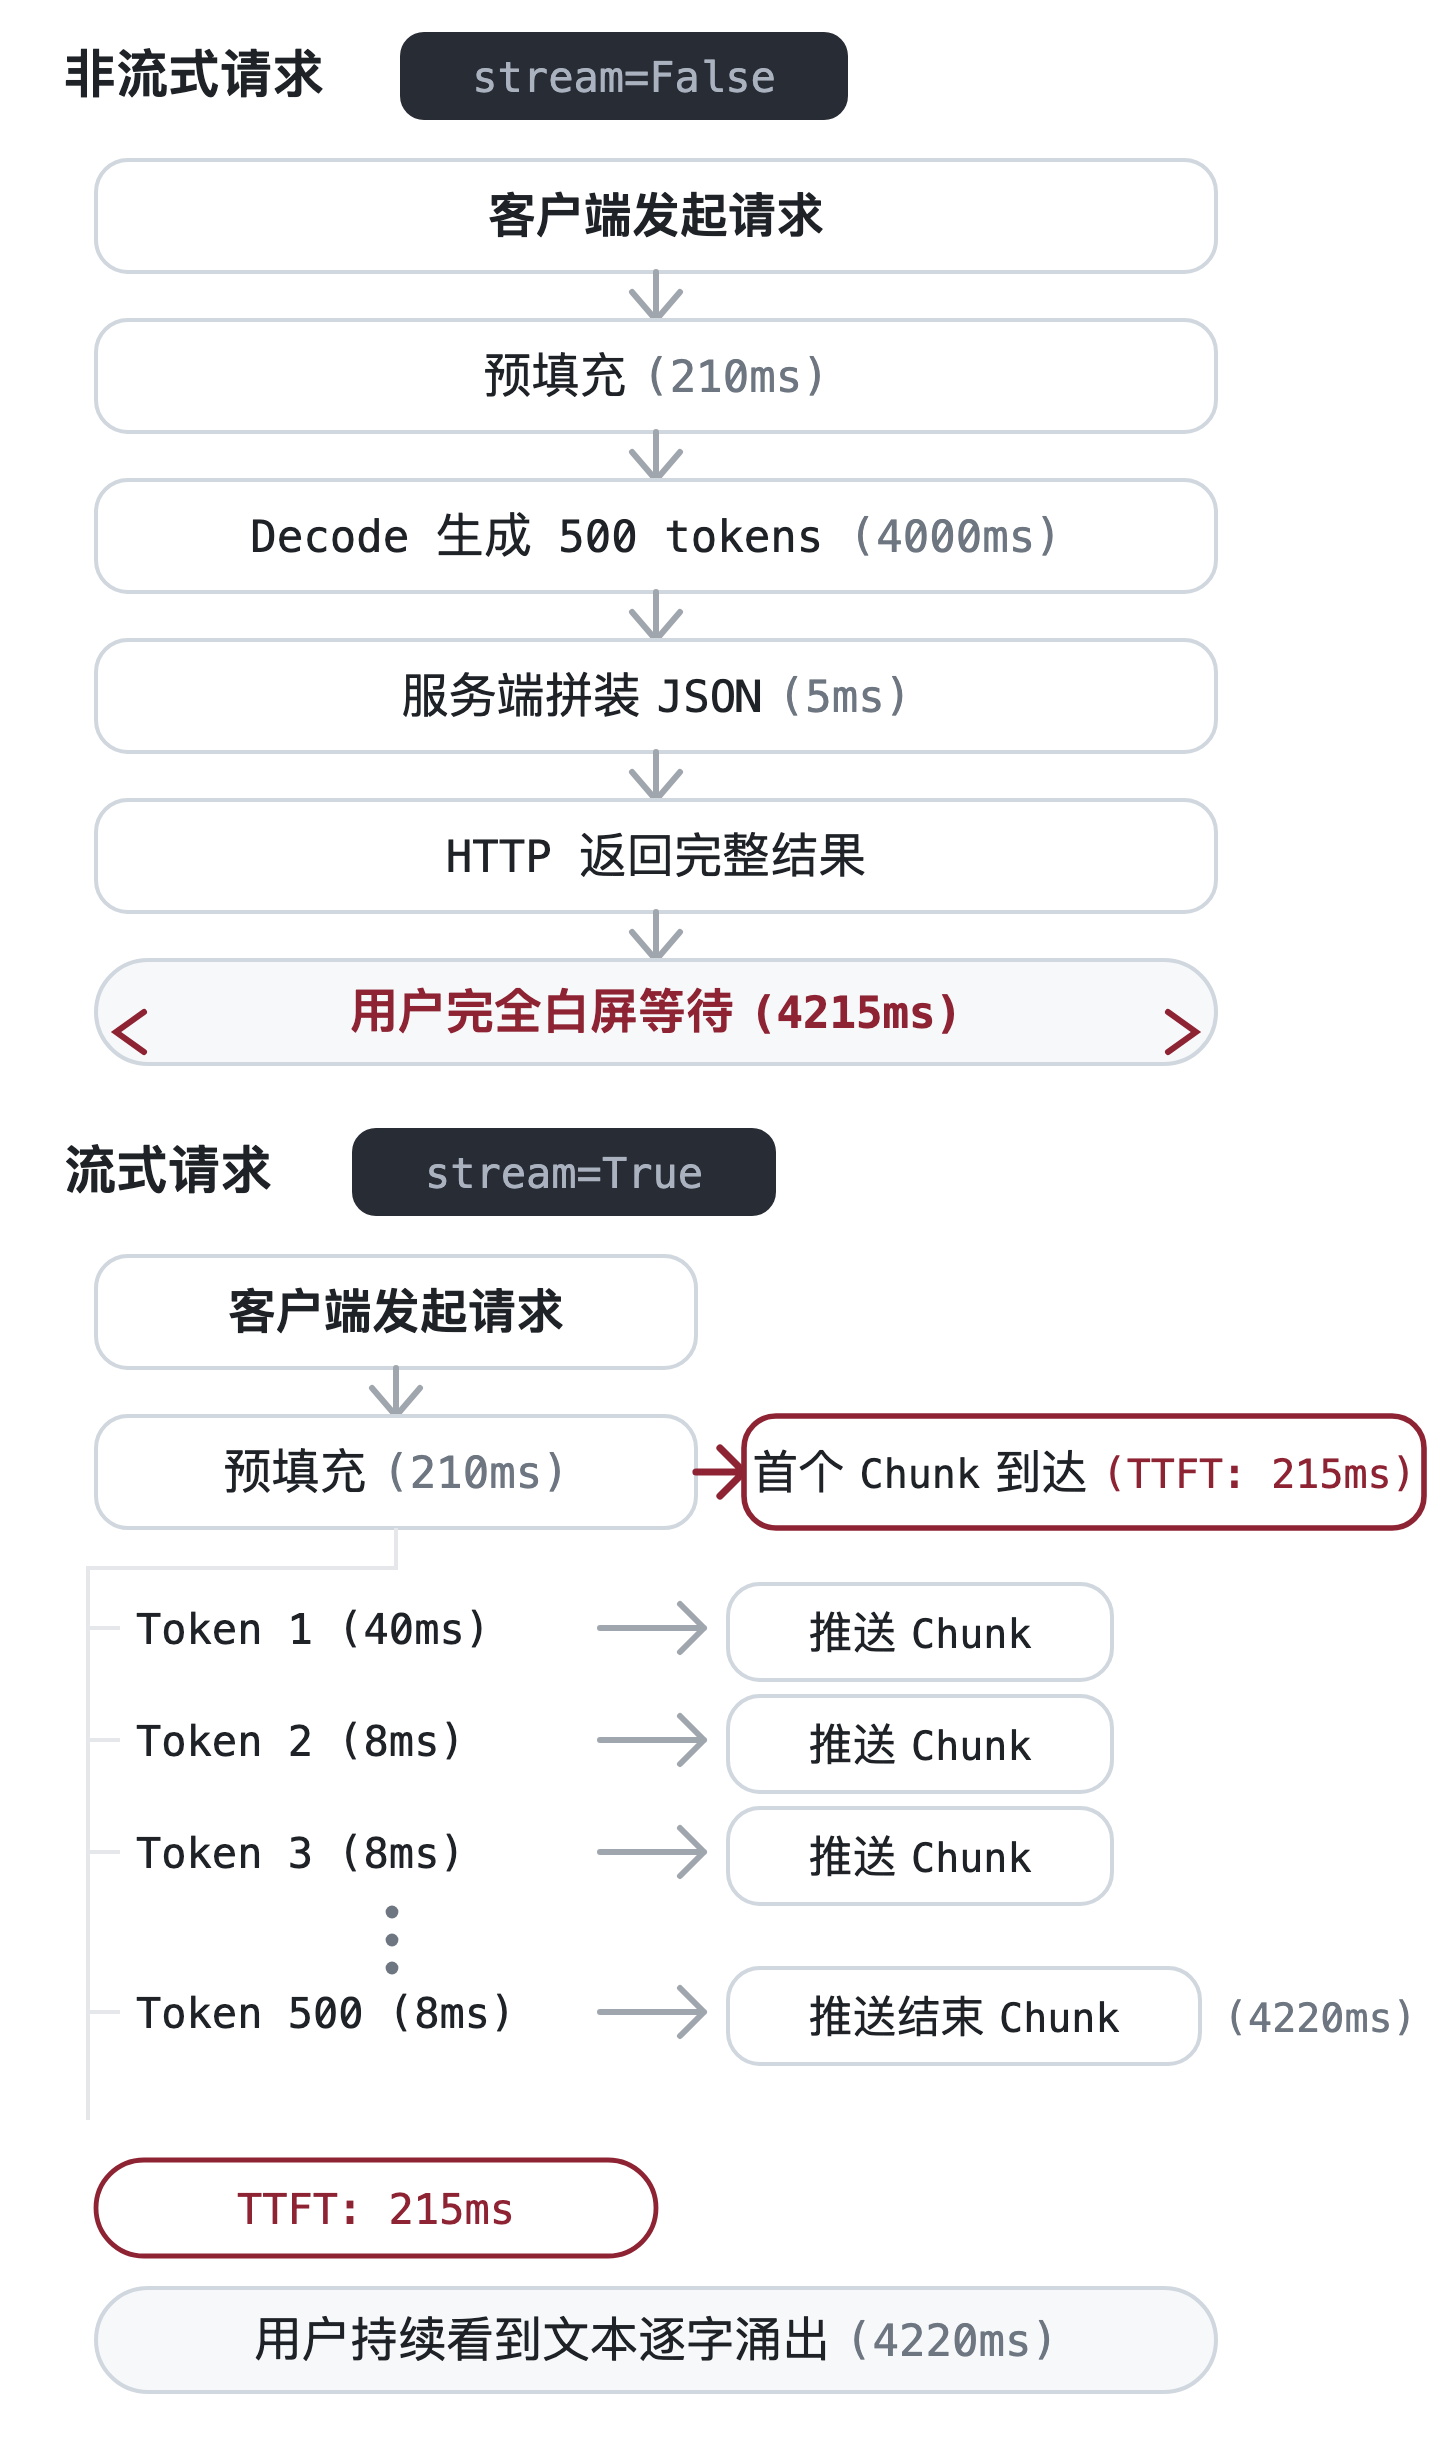 非流式请求 stream=False
客户端发起请求
预填充 (210ms)
Decode 生成 500 tokens (4000ms)
服务端拼装 JSON (5ms)
HTTP 返回完整结果
用户完全白屏等待 (4215ms)
流式请求 stream=True
客户端发起请求
预填充 (210ms) 首个 Chunk 到达 (TTFT: 215ms)
Token 1 (40ms) 推送 Chunk
Token 2 (8ms) 推送 Chunk
Token 3 (8ms) 推送 Chunk
Token 500 (8ms) 推送结束 Chunk (4220ms)
TTFT: 215ms
用户持续看到文本逐字涌出 (4220ms)